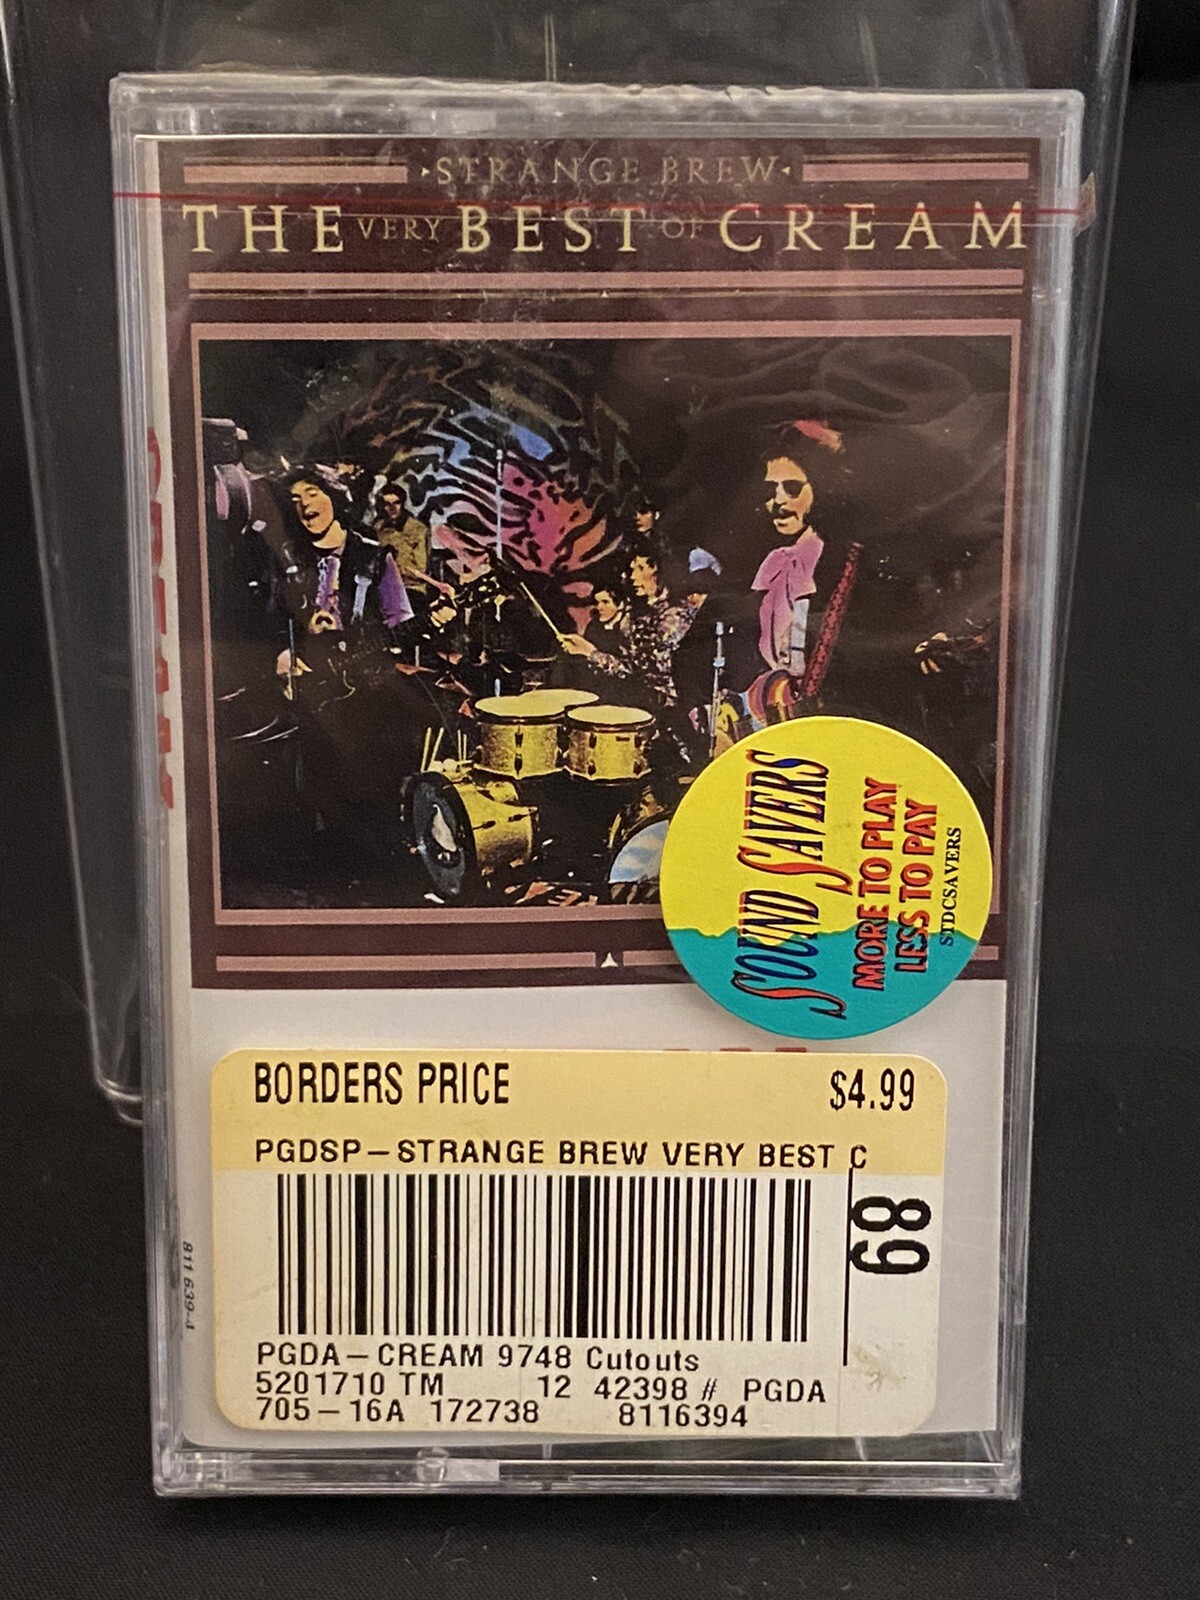 ·STRANGE BREW·
THE VERY BEST OF CREAM
CREAM
SOUND SAVERS
MORE TO PLAY
LESS TO PAY
STDCSAVERS
BORDERS PRICE $4.99
PGDSP-STRANGE BREW VERY BEST C
68
PGDA-CREAM 9748 Cutouts
5201710 TM 12 42398 # PGDA
705-16A 172738 8116394
811 639-4